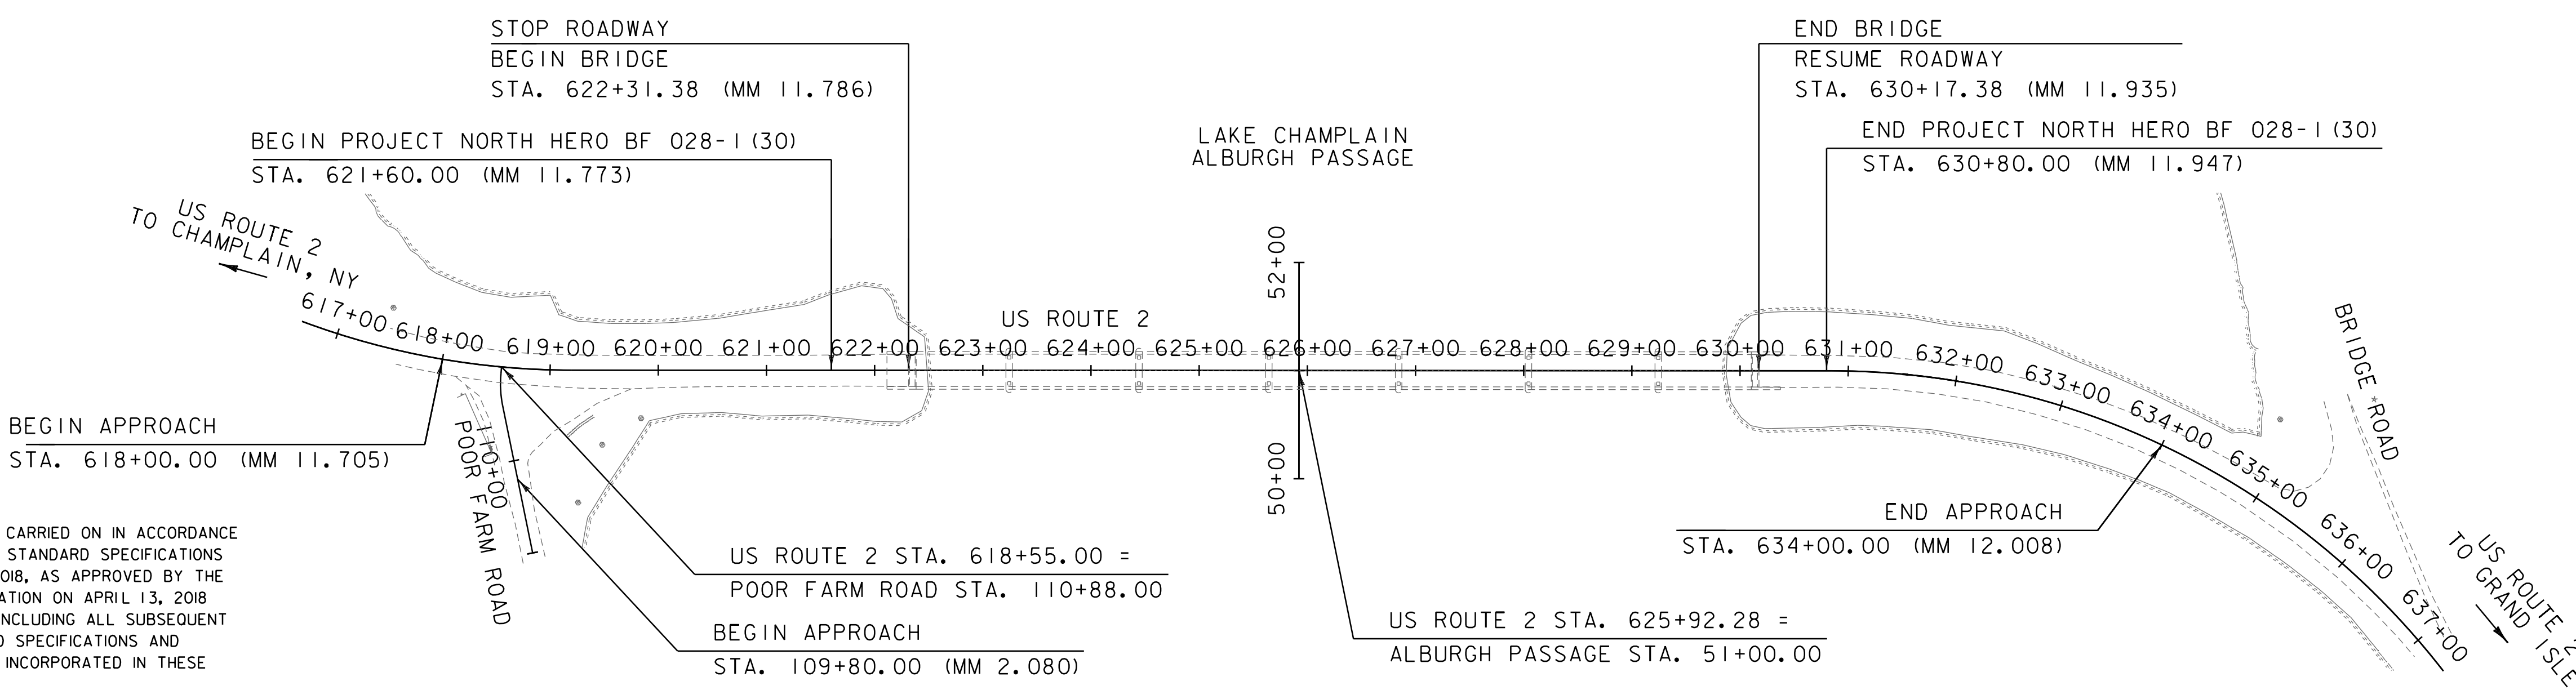 STOP ROADWAY
BEGIN BRIDGE
STA. 622+31.38 (MM 11.786)
END BRIDGE
RESUME ROADWAY
STA. 630+17.38 (MM 11.935)
BEGIN PROJECT NORTH HERO BF 028-1(30)
STA. 621+60.00 (MM 11.773)
LAKE CHAMPLAIN
ALBURGH PASSAGE
END PROJECT NORTH HERO BF 028-1(30)
STA. 630+80.00 (MM 11.947)
US ROUTE 2
TO CHAMPLAIN, NY
52+00
US ROUTE 2
617+00
618+00
619+00
620+00
621+00
622+00
623+00
624+00
625+00
626+00
627+00
628+00
629+00
630+00
631+00
632+00
633+00
634+00
635+00
636+00
637+00
BRIDGE ROAD
BEGIN APPROACH
STA. 618+00.00 (MM 11.705)
110+00
POOR FARM ROAD
50+00
END APPROACH
STA. 634+00.00 (MM 12.008)
US ROUTE 2
TO GRAND ISLE
CARRIED ON IN ACCORDANCE
STANDARD SPECIFICATIONS
018, AS APPROVED BY THE
ATION ON APRIL 13, 2018
INCLUDING ALL SUBSEQUENT
D SPECIFICATIONS AND
INCORPORATED IN THESE
US ROUTE 2 STA. 618+55.00 =
POOR FARM ROAD STA. 110+88.00
BEGIN APPROACH
STA. 109+80.00 (MM 2.080)
US ROUTE 2 STA. 625+92.28 =
ALBURGH PASSAGE STA. 51+00.00